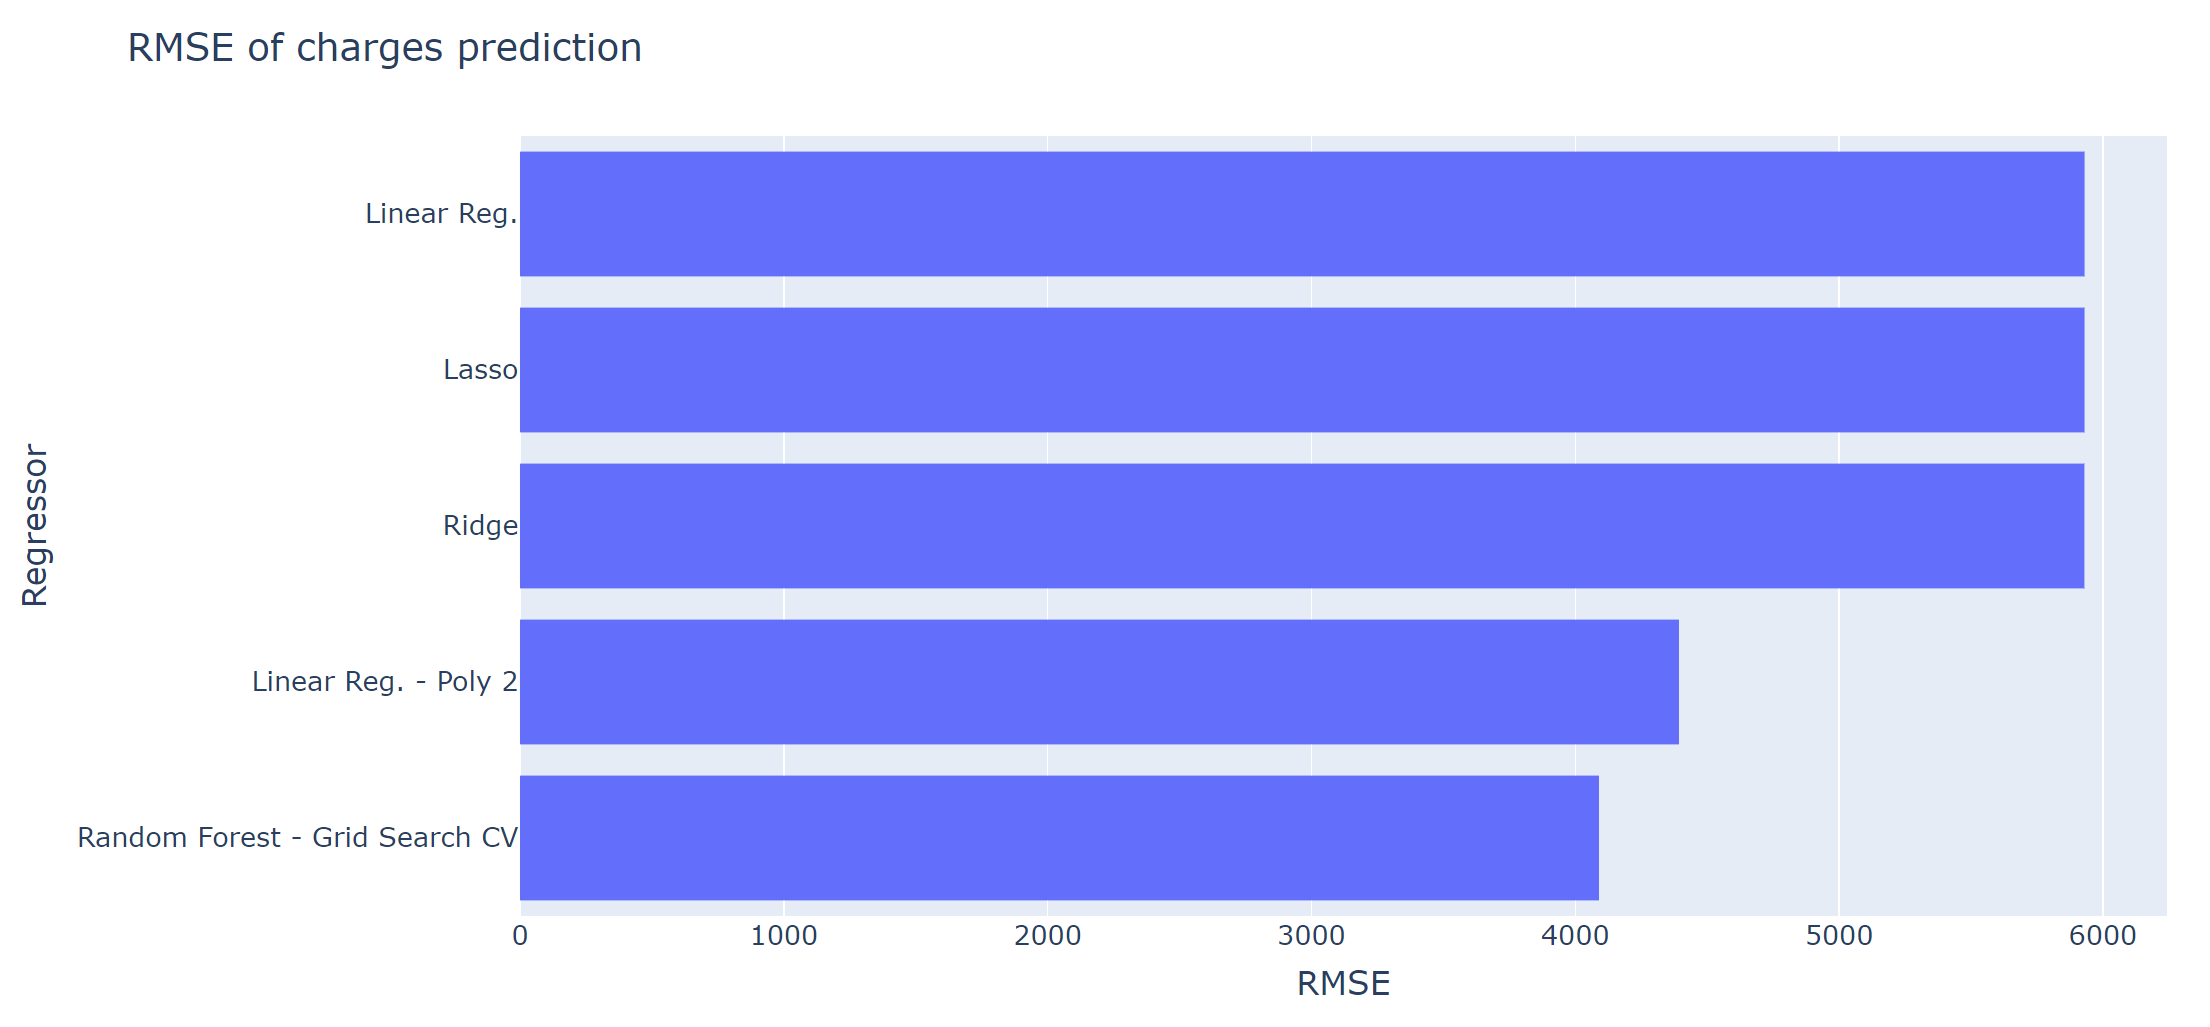 RMSE of charges prediction
Regressor
Linear Reg.
Lasso
Ridge
Linear Reg. - Poly 2
Random Forest - Grid Search CV
0 1000 2000 3000 4000 5000 6000
RMSE